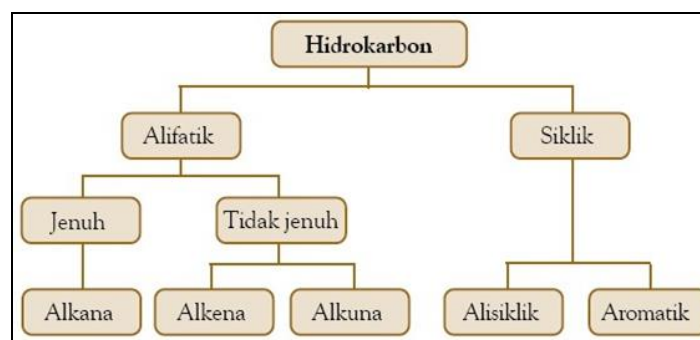 Hidrokarbon
Alifatik
Siklik
Jenuh
Tidak jenuh
Alkana
Alkena
Alkuna
Alisiklik
Aromatik